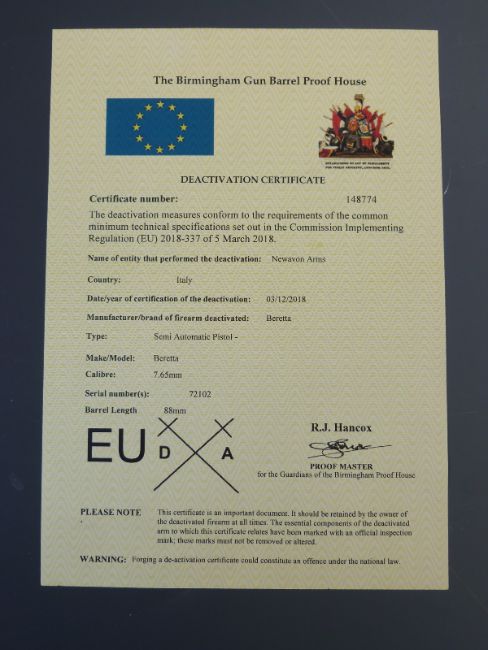 The Birmingham Gun Barrel Proof House
DEACTIVATION CERTIFICATE
Certificate number: 148774
The deactivation measures conform to the requirements of the common
minimum technical specifications set out in the Commission Implementing
Regulation (EU) 2018-337 of 5 March 2018.
Name of entity that performed the deactivation: Newavon Arms
Country: Italy
Date/year of certification of the deactivation: 03/12/2018
Manufacturer/brand of firearm deactivated: Beretta
Type: Semi Automatic Pistol -
Make/Model: Beretta
Calibre: 7.65mm
Serial number(s): 72102
Barrel Length 88mm
EU D A
R.J. Hancox
PROOF MASTER
for the Guardians of the Birmingham Proof House
PLEASE NOTE This certificate is an important document. It should be retained by the owner of
the deactivated firearm at all times. The essential components of the deactivated
arm to which this certificate relates have been marked with an official inspection
mark; these marks must not be removed or altered.
WARNING: Forging a de-activation certificate could constitute an offence under the national law.